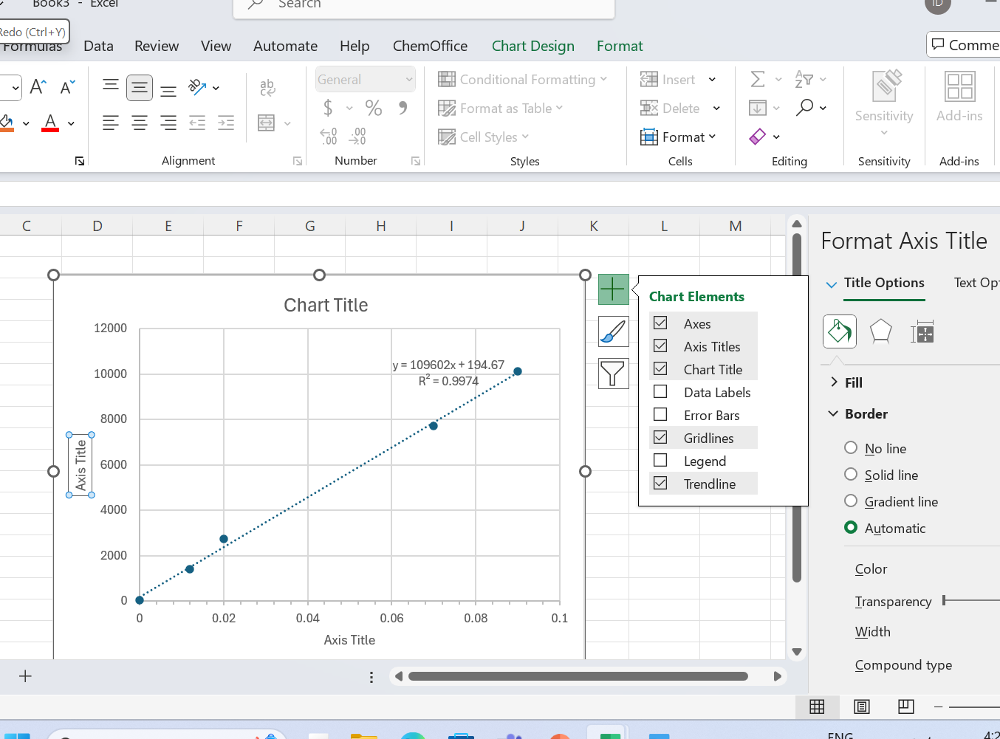 Book3 - Excel
Search
ID
Redo (Ctrl+Y)
Formulas Data Review View Automate Help ChemOffice Chart Design Format
Comme
General
Conditional Formatting
Format as Table
Cell Styles
Insert
Delete
Format
Sensitivity
Add-ins
Alignment Number Styles Cells Editing Sensitivity Add-ins
C D E F G H I J K L M
Format Axis Title
Title Options Text Opt
Fill
Border
No line
Solid line
Gradient line
Automatic
Color
Transparency
Width
Compound type
Chart Elements
Axes
Axis Titles
Chart Title
Data Labels
Error Bars
Gridlines
Legend
Trendline
Chart Title
y = 109602x + 194.67
R² = 0.9974
12000
10000
8000
6000
4000
2000
0
Axis Title
0 0.02 0.04 0.06 0.08 0.1
Axis Title
ENG